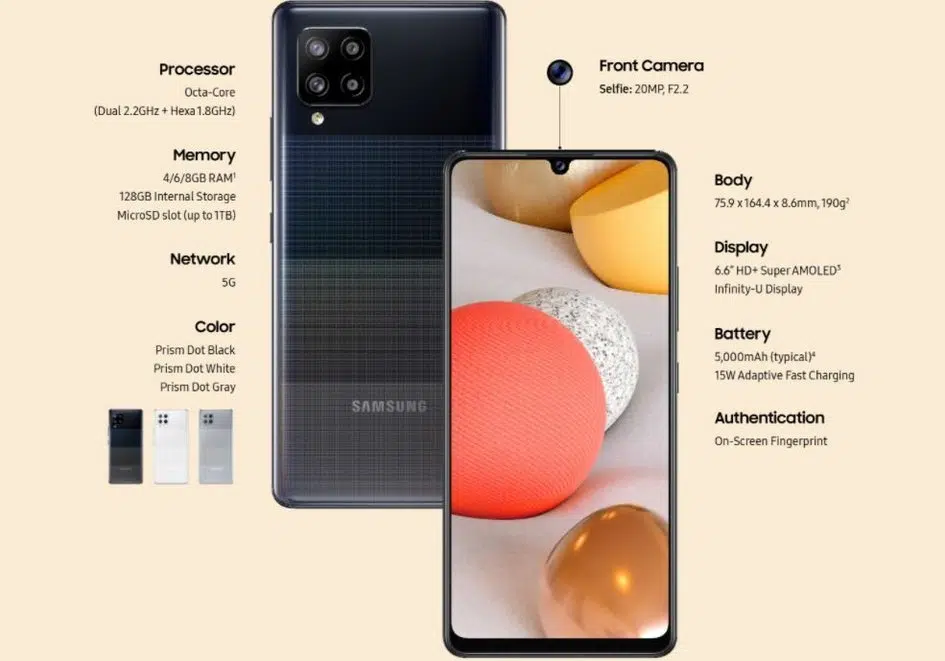 Processor
Octa-Core
(Dual 2.2GHz + Hexa 1.8GHz)
Memory
4/6/8GB RAM¹
128GB Internal Storage
MicroSD slot (up to 1TB)
Network
5G
Color
Prism Dot Black
Prism Dot White
Prism Dot Gray
SAMSUNG
Front Camera
Selfie: 20MP, F2.2
Body
75.9 x 164.4 x 8.6mm, 190g²
Display
6.6" HD+ Super AMOLED³
Infinity-U Display
Battery
5,000mAh (typical)⁴
15W Adaptive Fast Charging
Authentication
On-Screen Fingerprint